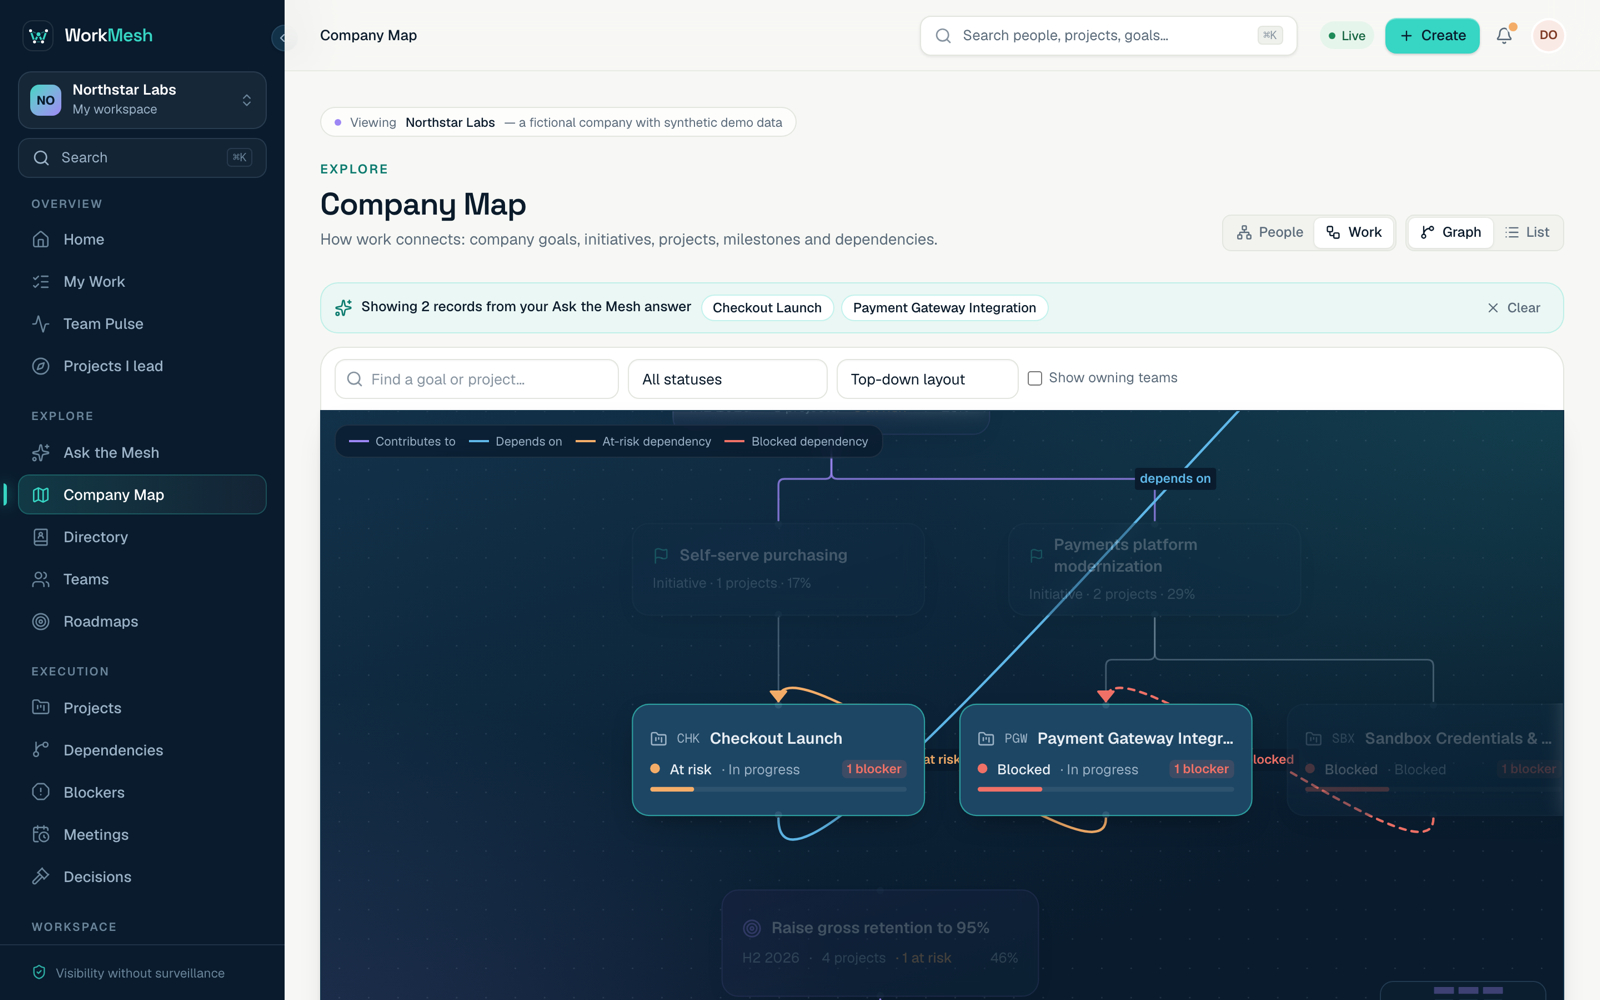 WorkMesh
NO
Northstar Labs
My workspace
Search
⌘K
OVERVIEW
Home
My Work
Team Pulse
Projects I lead
EXPLORE
Ask the Mesh
Company Map
Directory
Teams
Roadmaps
EXECUTION
Projects
Dependencies
Blockers
Meetings
Decisions
WORKSPACE
Visibility without surveillance
Company Map
Search people, projects, goals...
⌘K
Live
Create
DO
Viewing Northstar Labs — a fictional company with synthetic demo data
EXPLORE
Company Map
How work connects: company goals, initiatives, projects, milestones and dependencies.
People
Work
Graph
List
Showing 2 records from your Ask the Mesh answer
Checkout Launch
Payment Gateway Integration
Clear
Find a goal or project...
All statuses
Top-down layout
Show owning teams
Contributes to
Depends on
At-risk dependency
Blocked dependency
depends on
Self-serve purchasing
Initiative · 1 projects · 17%
Payments platform
modernization
Initiative · 2 projects · 29%
CHK Checkout Launch
At risk · In progress
1 blocker
at risk
PGW Payment Gateway Integr...
Blocked · In progress
1 blocker
locked
SBX Sandbox Credentials & ...
Blocked · Blocked
1 blocker
Raise gross retention to 95%
H2 2026 · 4 projects · 1 at risk 46%